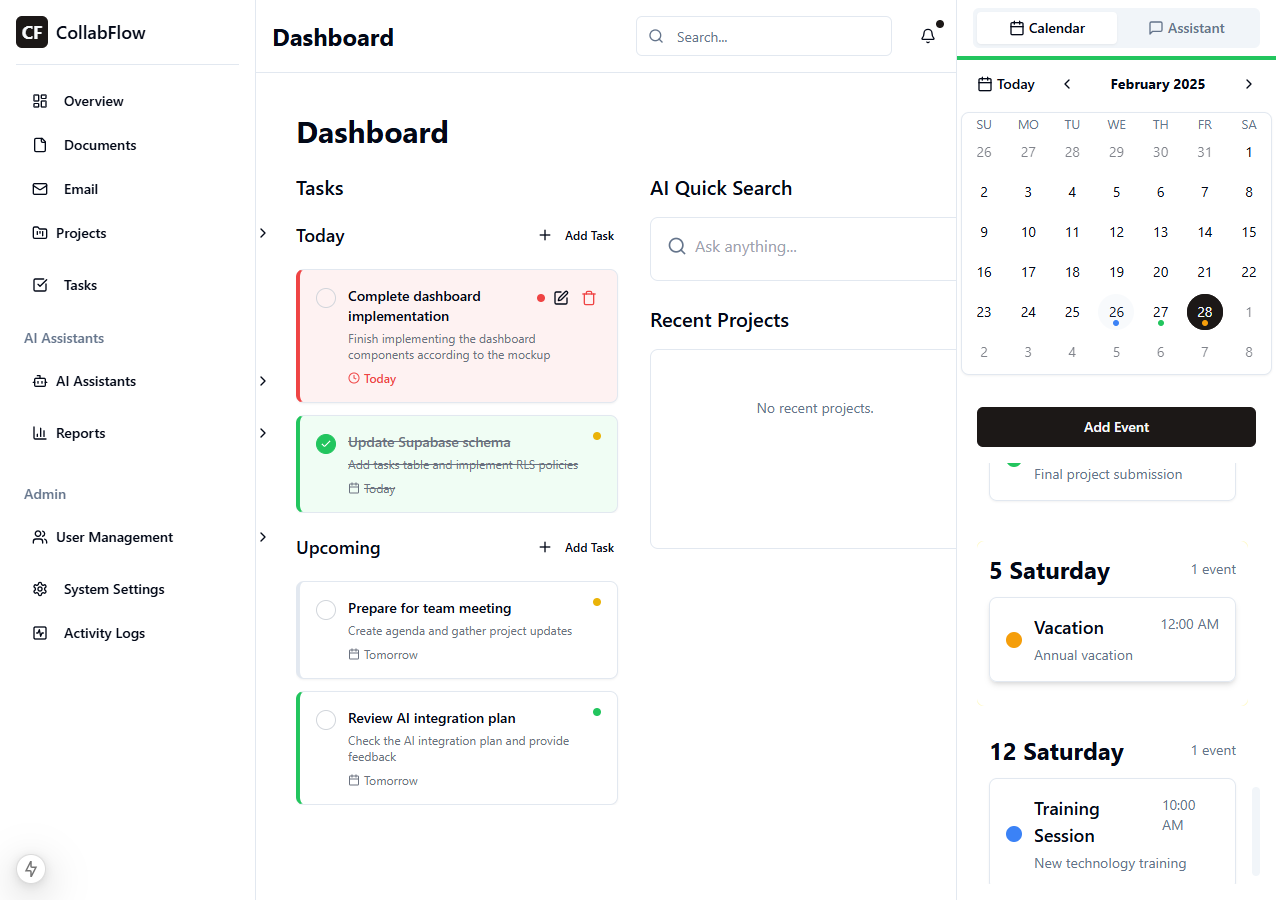 CF CollabFlow
Overview
Documents
Email
Projects
Tasks
AI Assistants
AI Assistants
Reports
Admin
User Management
System Settings
Activity Logs
Dashboard
Search...
Dashboard
Tasks
Today
Add Task
Complete dashboard
implementation
Finish implementing the dashboard
components according to the mockup
Today
Update Supabase schema
Add tasks table and implement RLS policies
Today
Upcoming
Add Task
Prepare for team meeting
Create agenda and gather project updates
Tomorrow
Review AI integration plan
Check the AI integration plan and provide
feedback
Tomorrow
AI Quick Search
Ask anything...
Recent Projects
No recent projects.
Calendar
Assistant
Today
February 2025
SU MO TU WE TH FR SA
26 27 28 29 30 31 1
2 3 4 5 6 7 8
9 10 11 12 13 14 15
16 17 18 19 20 21 22
23 24 25 26 27 28 1
2 3 4 5 6 7 8
Add Event
Final project submission
5 Saturday
1 event
Vacation
12:00 AM
Annual vacation
12 Saturday
1 event
Training
Session
10:00
AM
New technology training